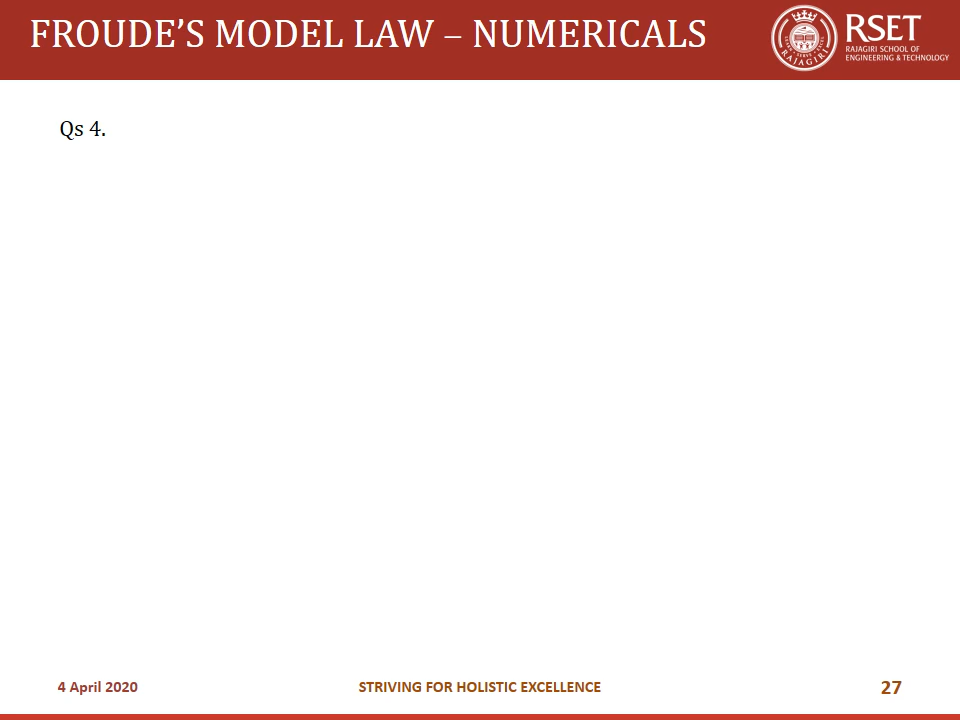 FROUDE’S MODEL LAW – NUMERICALS
RSET
RAJAGIRI SCHOOL OF
ENGINEERING & TECHNOLOGY
RAJAGIRI
Qs 4.
4 April 2020
STRIVING FOR HOLISTIC EXCELLENCE
27